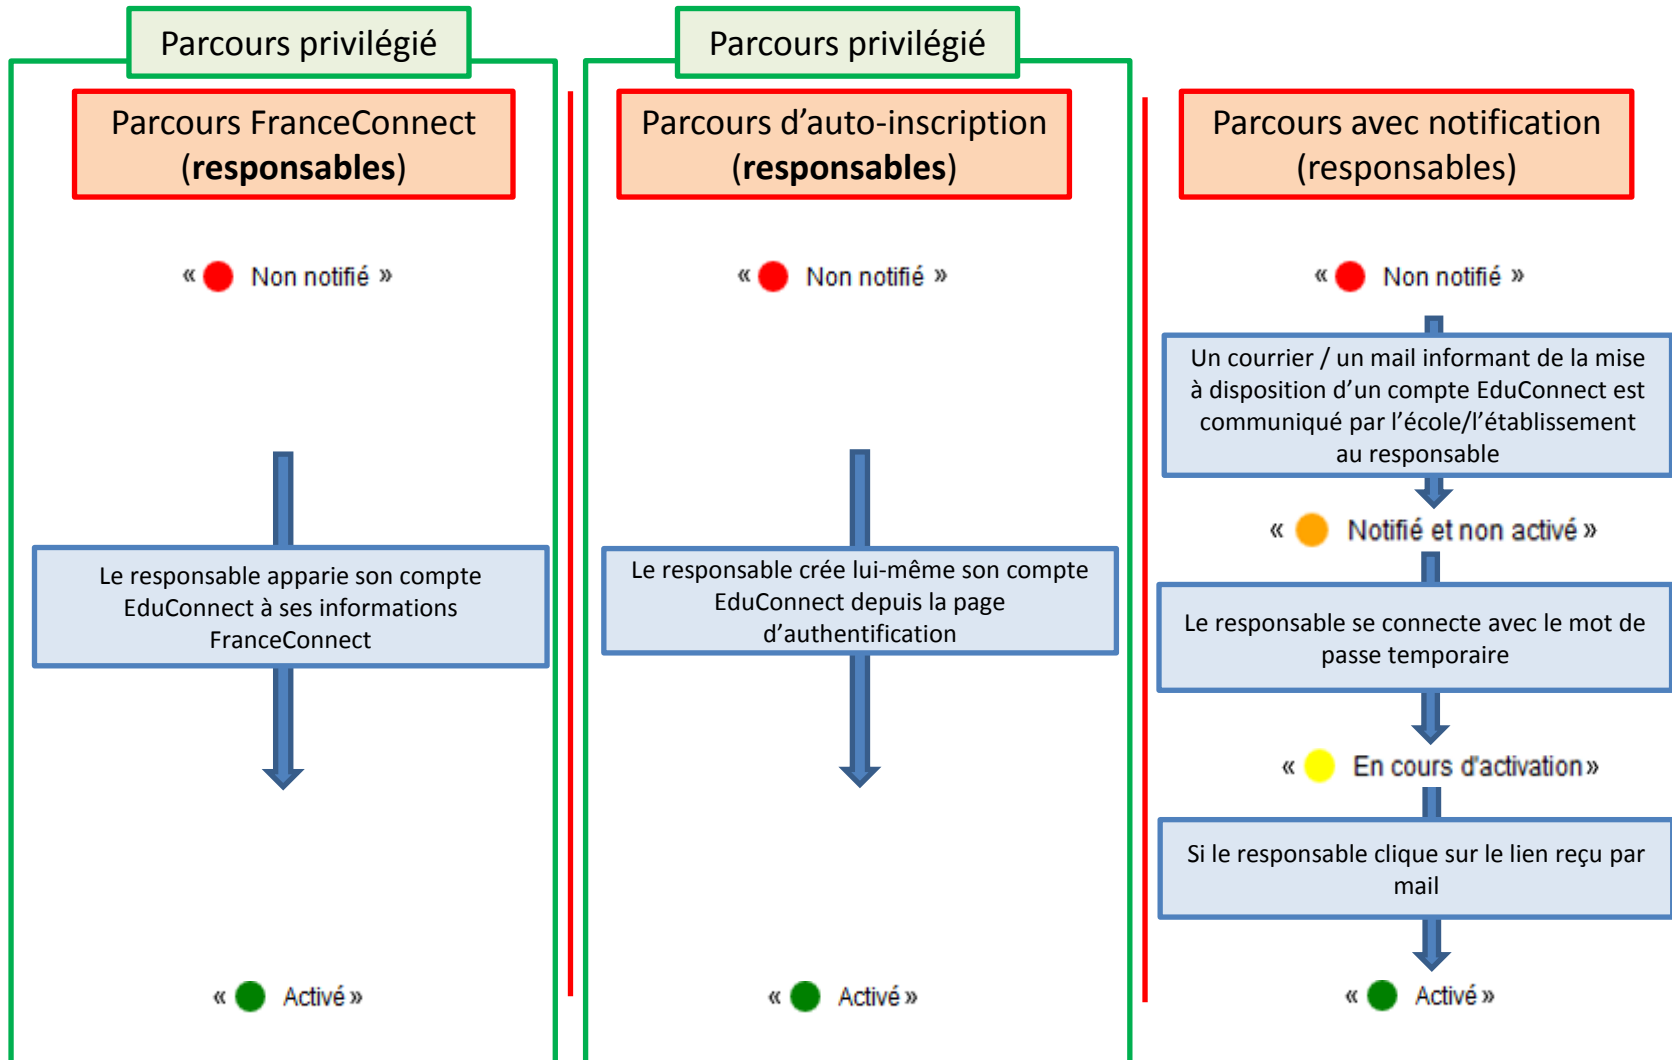 Parcours privilégié
Parcours FranceConnect
(responsables)
« Non notifié »
Le responsable apparie son compte
EduConnect à ses informations
FranceConnect
« Activé »
Parcours privilégié
Parcours d’auto-inscription
(responsables)
« Non notifié »
Le responsable crée lui-même son compte
EduConnect depuis la page
d’authentification
« Activé »
Parcours avec notification
(responsables)
« Non notifié »
Un courrier / un mail informant de la mise
à disposition d’un compte EduConnect est
communiqué par l’école/l’établissement
au responsable
« Notifié et non activé »
Le responsable se connecte avec le mot de
passe temporaire
« En cours d'activation »
Si le responsable clique sur le lien reçu par
mail
« Activé »